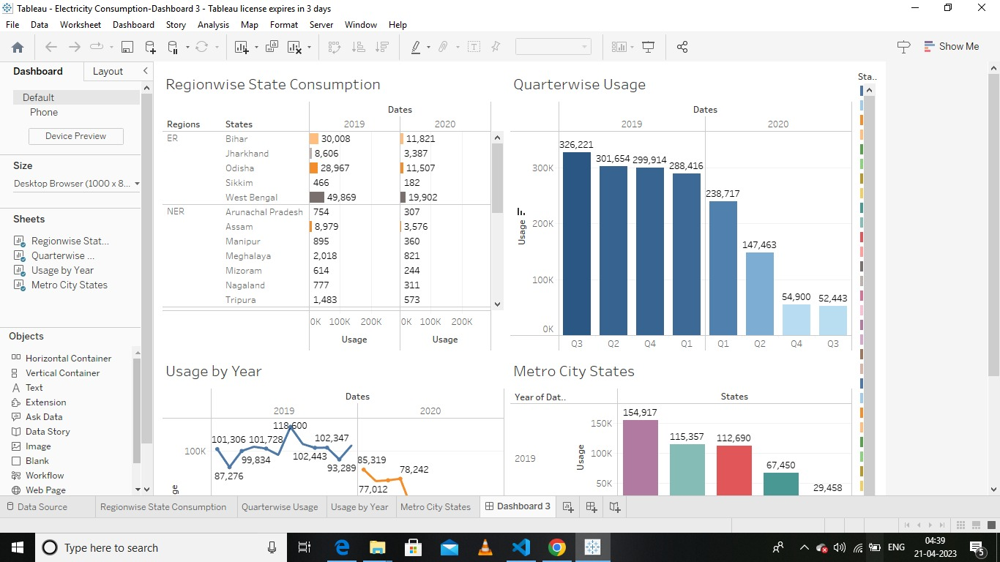 Tableau - Electricity Consumption-Dashboard 3 - Tableau license expires in 3 days
File Data Worksheet Dashboard Story Analysis Map Format Server Window Help
Show Me
Dashboard Layout
Default
Phone
Device Preview
Size
Desktop Browser (1000 x 8...
Sheets
Regionwise Stat...
Quarterwise ...
Usage by Year
Metro City States
Objects
Horizontal Container
Vertical Container
Text
Extension
Ask Data
Data Story
Image
Blank
Workflow
Web Page
Regionwise State Consumption
Dates
Regions States 2019 2020
ER Bihar 30,008 11,821
Jharkhand 8,606 3,387
Odisha 28,967 11,507
Sikkim 466 182
West Bengal 49,869 19,902
NER Arunachal Pradesh 754 307
Assam 8,979 3,576
Manipur 895 360
Meghalaya 2,018 821
Mizoram 614 244
Nagaland 777 311
Tripura 1,483 573
0K 100K 200K 0K 100K 200K
Usage Usage
Quarterwise Usage
Dates
2019 2020
326,221 301,654 299,914 288,416 238,717 147,463 54,900 52,443
300K
200K
100K
0K
Usage
Q3 Q2 Q4 Q1 Q1 Q2 Q4 Q3
Sta..
Usage by Year
Dates
2019 2020
118,600
101,306 101,728 102,347
100K
99,834 102,443 85,319
93,289 78,242
87,276
77,012
ge
Metro City States
Year of Dat.. States
154,917
150K
115,357 112,690
100K
2019
Usage
67,450
50K
29,458
Data Source Regionwise State Consumption Quarterwise Usage Usage by Year Metro City States Dashboard 3
Type here to search
ENG
04:39
21-04-2023
5